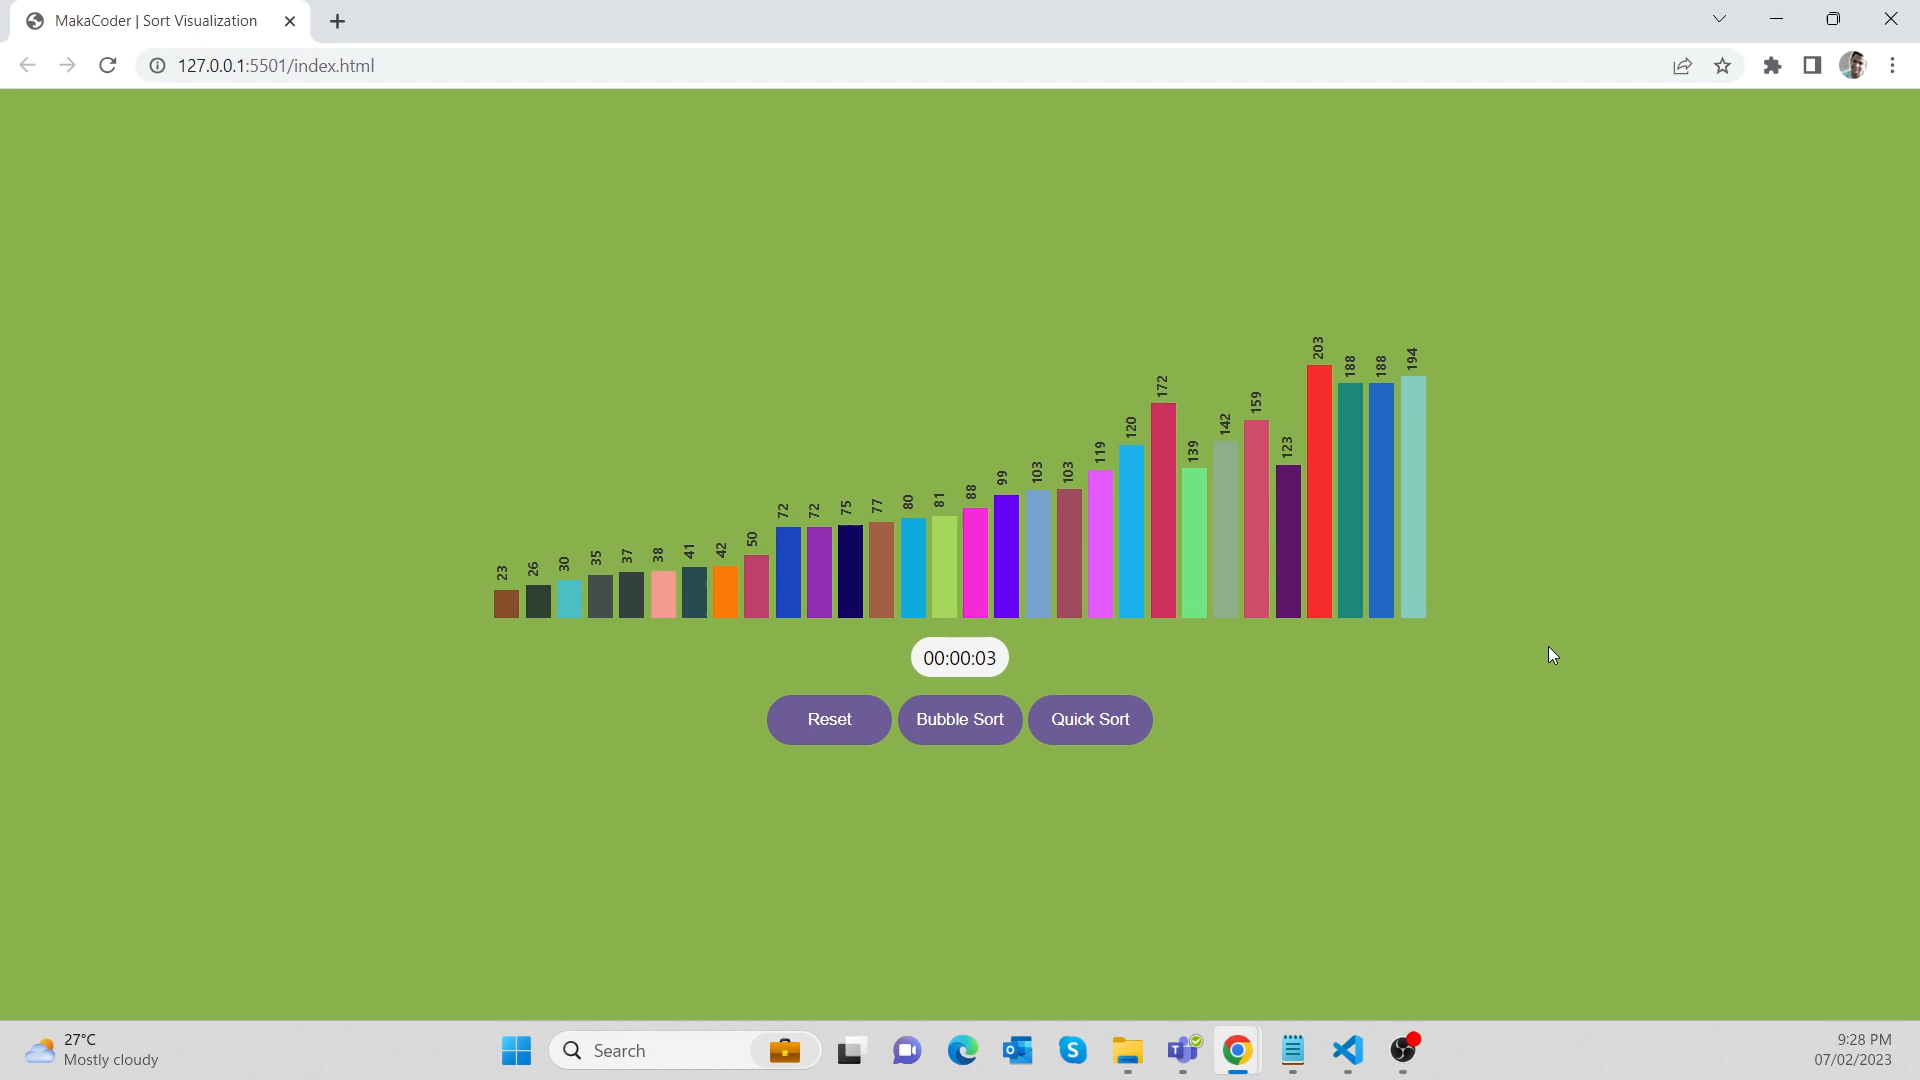 MakaCoder | Sort Visualization
127.0.0.1:5501/index.html
23 26 30 35 37 38 41 42 50 72 72 75 77 80 81 88 99 103 103 119 120 172 139 142 159 123 203 188 188 194
00:00:03
Reset Bubble Sort Quick Sort
27°C
Mostly cloudy
Search
9:28 PM
07/02/2023